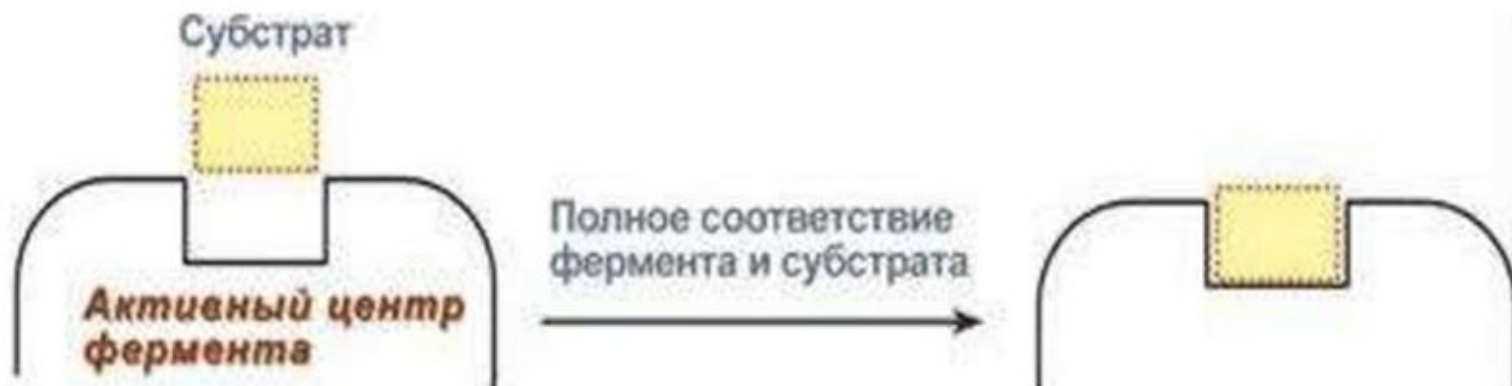 Субстрат
Полное соответствие
фермента и субстрата
Активный центр
фермента